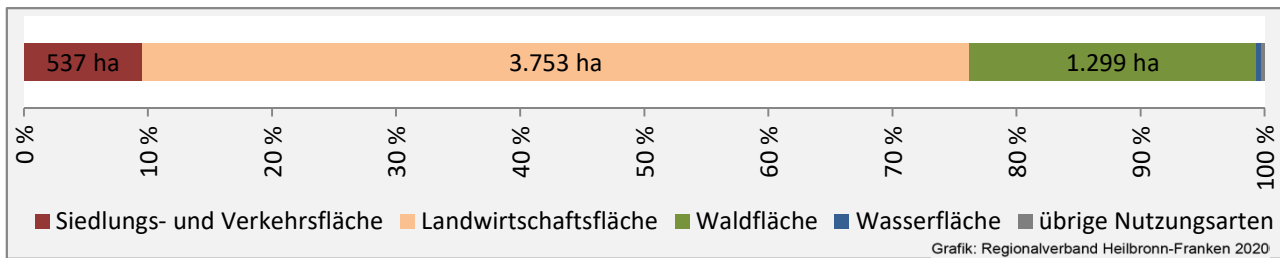 537 ha 3.753 ha 1.299 ha
0 % 10 % 20 % 30 % 40 % 50 % 60 % 70 % 80 % 90 % 100 %
Siedlungs- und Verkehrsfläche Landwirtschaftsfläche Waldfläche Wasserfläche übrige Nutzungsarten
Grafik: Regionalverband Heilbronn-Franken 2020